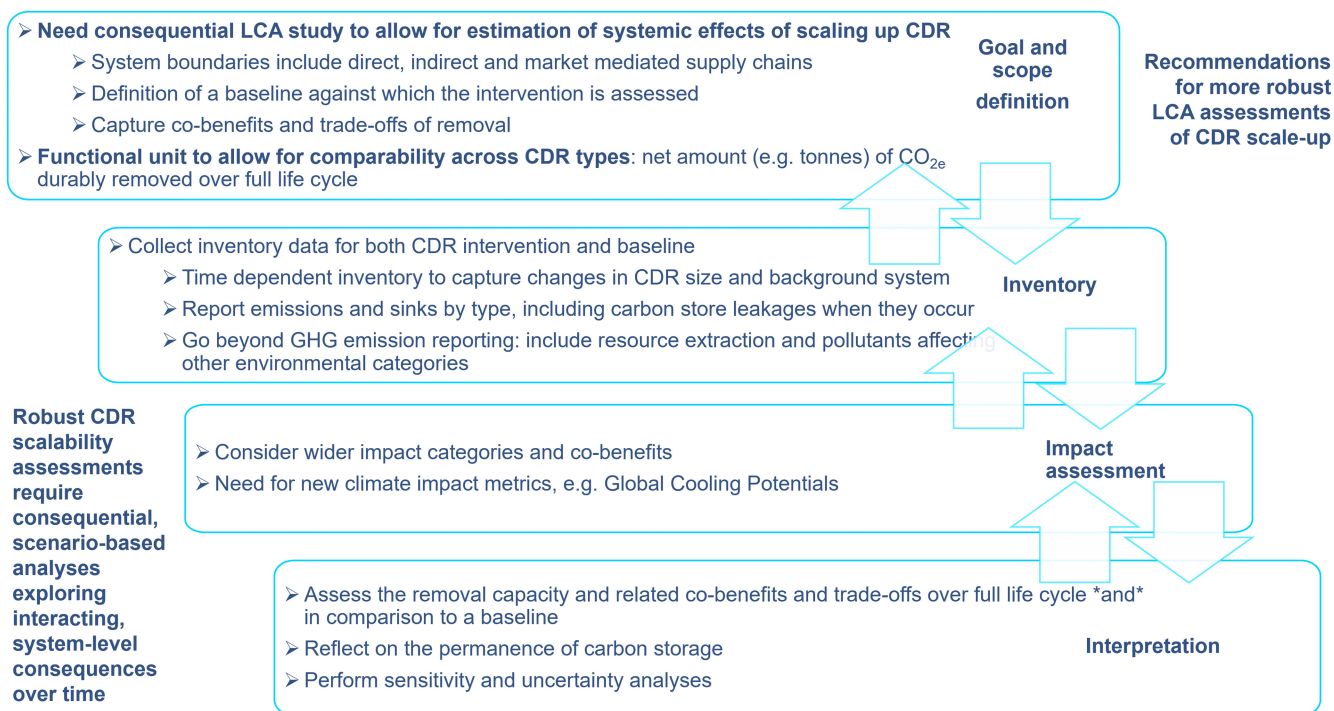 ➢ Need consequential LCA study to allow for estimation of systemic effects of scaling up CDR
➢ System boundaries include direct, indirect and market mediated supply chains
➢ Definition of a baseline against which the intervention is assessed
➢ Capture co-benefits and trade-offs of removal
➢ Functional unit to allow for comparability across CDR types: net amount (e.g. tonnes) of CO2e
durably removed over full life cycle
Goal and
scope
definition
Recommendations
for more robust
LCA assessments
of CDR scale-up
➢ Collect inventory data for both CDR intervention and baseline
➢ Time dependent inventory to capture changes in CDR size and background system
➢ Report emissions and sinks by type, including carbon store leakages when they occur
➢ Go beyond GHG emission reporting: include resource extraction and pollutants affecting
other environmental categories
Inventory
➢ Consider wider impact categories and co-benefits
➢ Need for new climate impact metrics, e.g. Global Cooling Potentials
Impact
assessment
Robust CDR
scalability
assessments
require
consequential,
scenario-based
analyses
exploring
interacting,
system-level
consequences
over time
➢ Assess the removal capacity and related co-benefits and trade-offs over full life cycle *and*
in comparison to a baseline
➢ Reflect on the permanence of carbon storage
➢ Perform sensitivity and uncertainty analyses
Interpretation